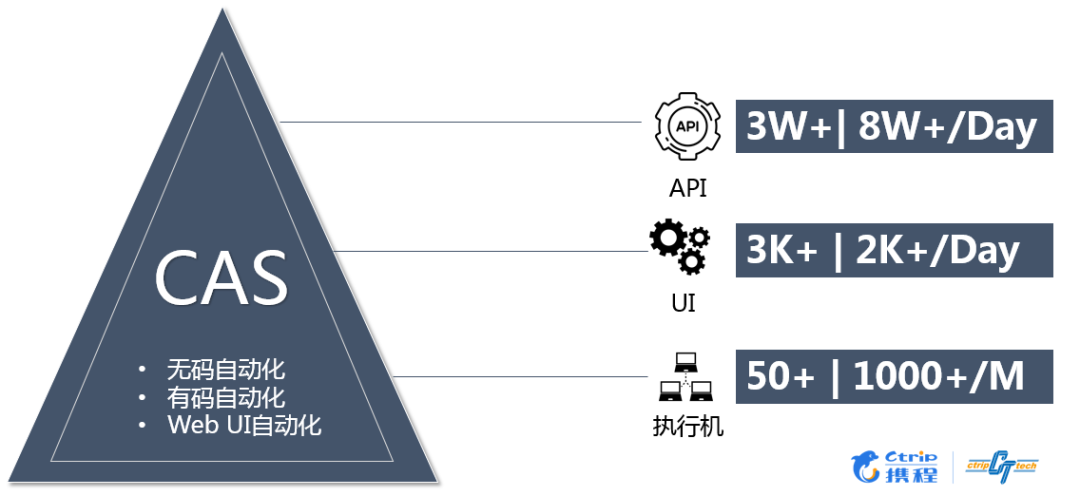 CAS
• 无码自动化
• 有码自动化
• Web UI自动化
API
API
3W+| 8W+/Day
UI
3K+ | 2K+/Day
执行机
50+ | 1000+/M
Ctrip
携程
ctrip CT tech